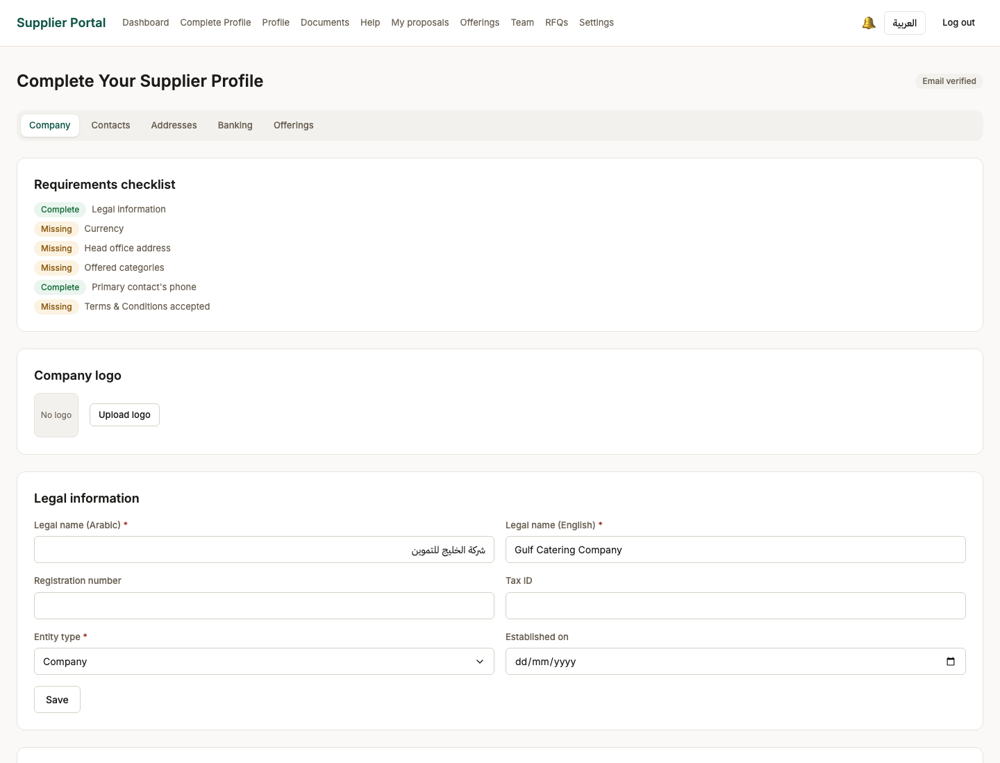 Supplier Portal
Dashboard
Complete Profile
Profile
Documents
Help
My proposals
Offerings
Team
RFQs
Settings
العربية
Log out
Complete Your Supplier Profile
Email verified
Company
Contacts
Addresses
Banking
Offerings
Requirements checklist
Complete Legal information
Missing Currency
Missing Head office address
Missing Offered categories
Complete Primary contact's phone
Missing Terms & Conditions accepted
Company logo
No logo
Upload logo
Legal information
Legal name (Arabic) *
شركة الخليج للتموين
Legal name (English) *
Gulf Catering Company
Registration number
Tax ID
Entity type *
Company
Established on
dd/mm/yyyy
Save